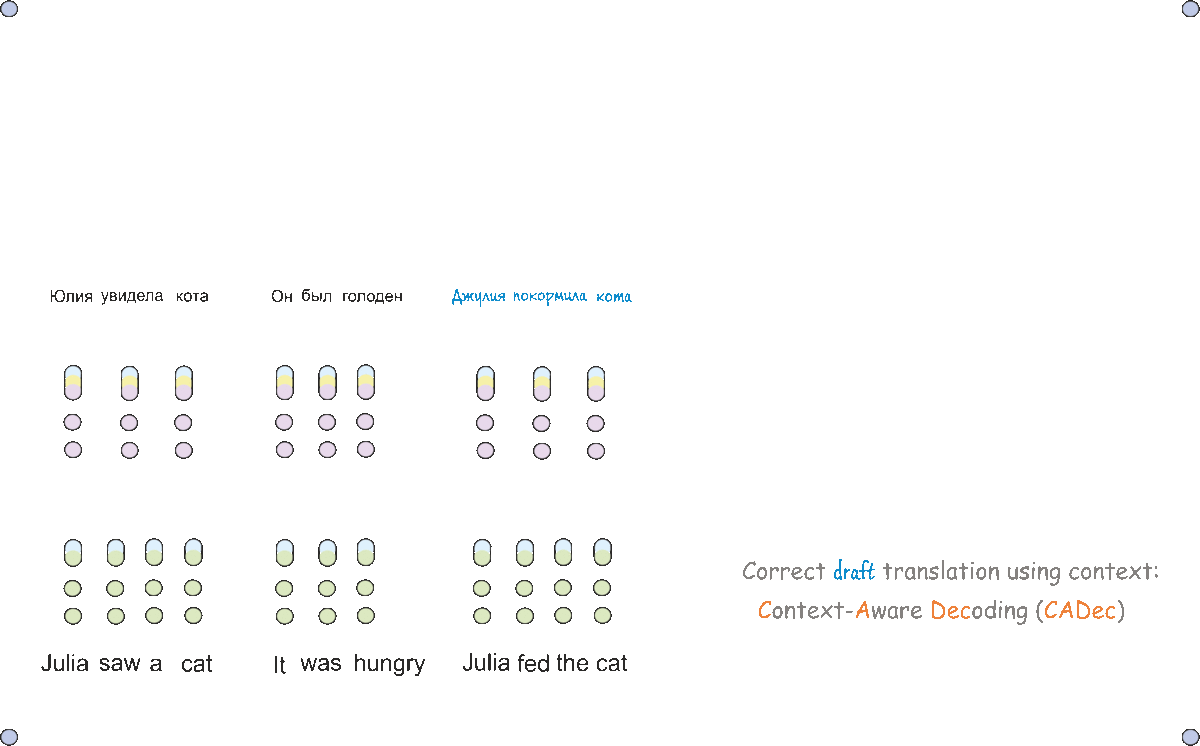 Юлия увидела кота
Он был голоден
Джулия покормила кота
Correct draft translation using context:
Context-Aware Decoding (CADec)
Julia saw a cat
It was hungry
Julia fed the cat